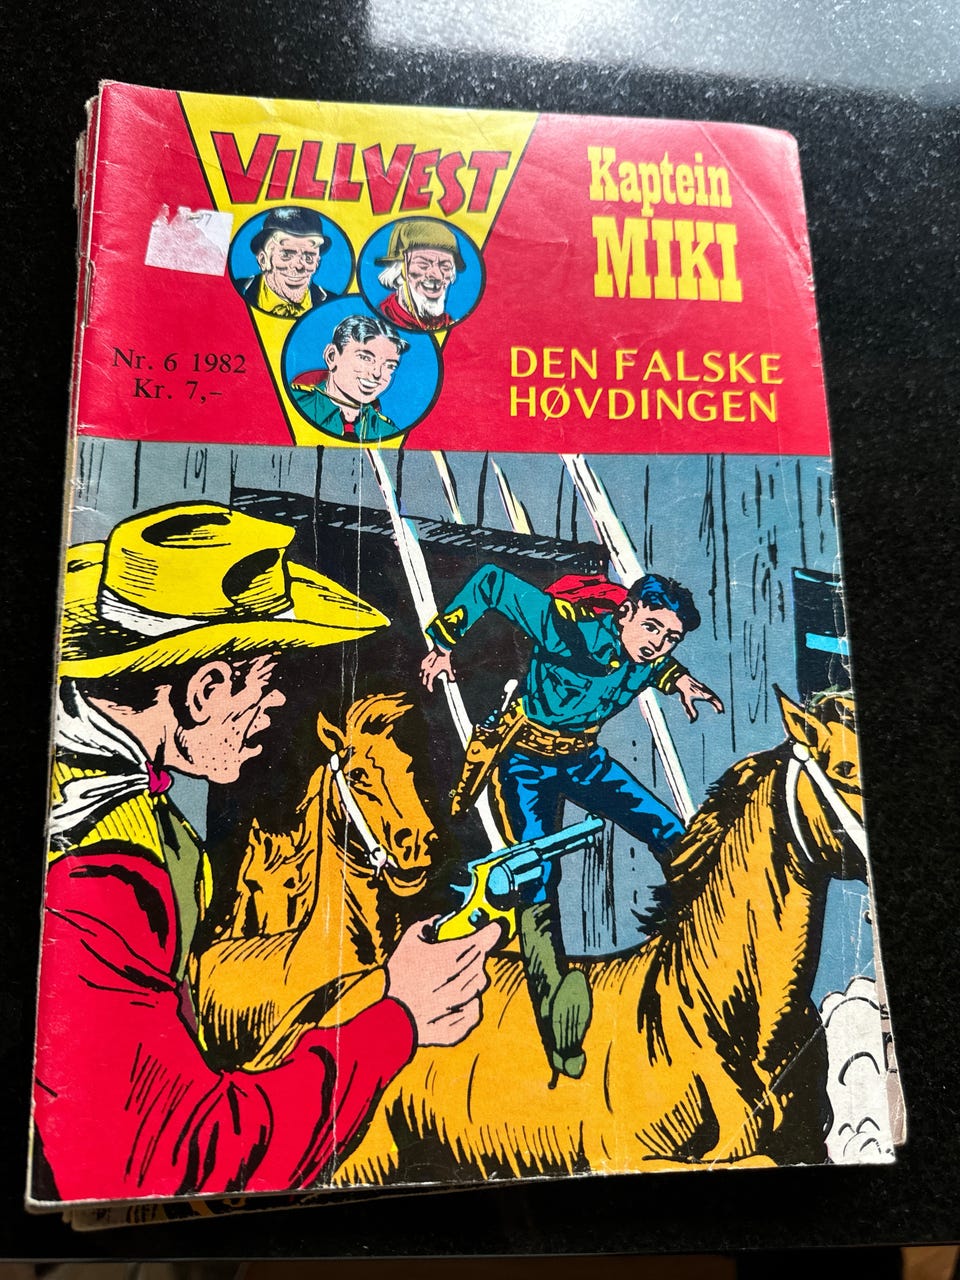 VILLVEST
Kaptein
MIKI
Nr. 6 1982
Kr. 7,–
DEN FALSKE
HØVDINGEN